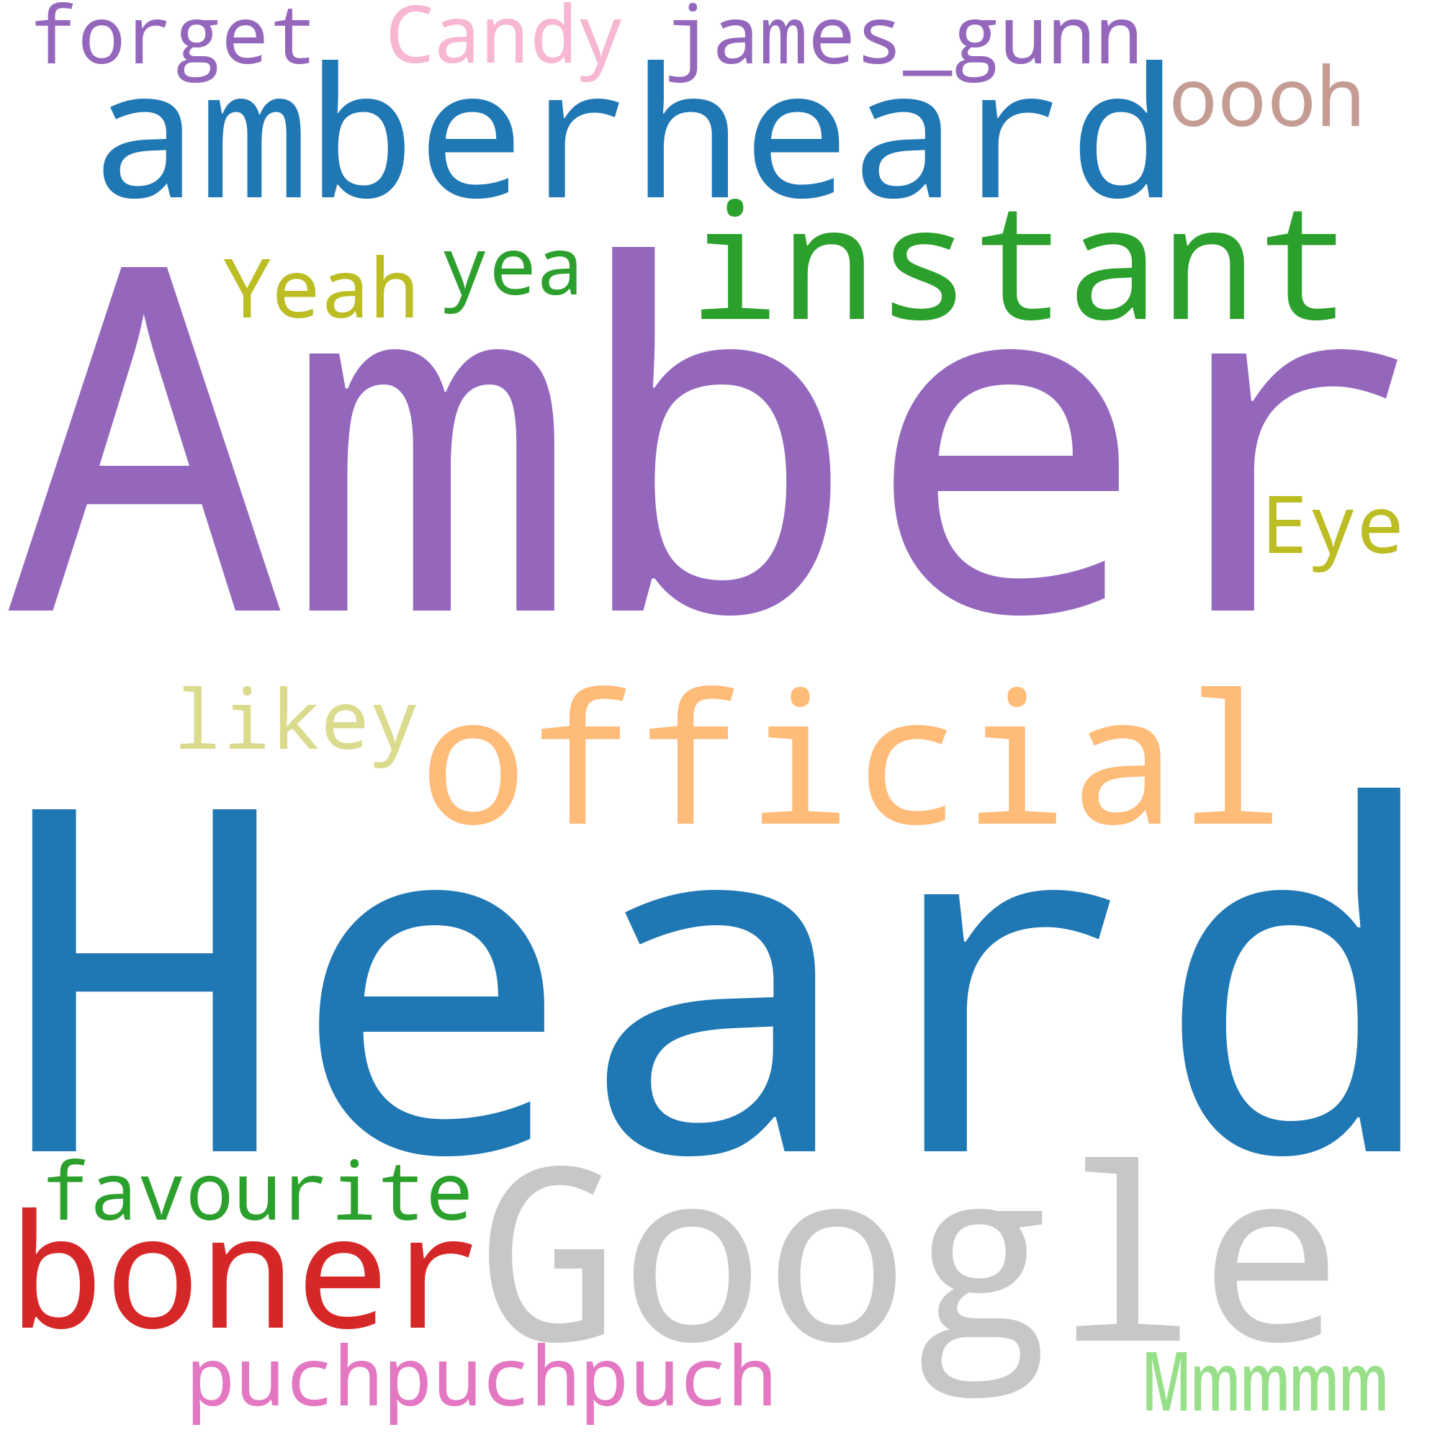 forget Candy james_gunn
amberheard oooh
instant
Yeah yea
Amber
Eye
likey official
Heard
favourite
boner Google
puchpuchpuch Mmmmm